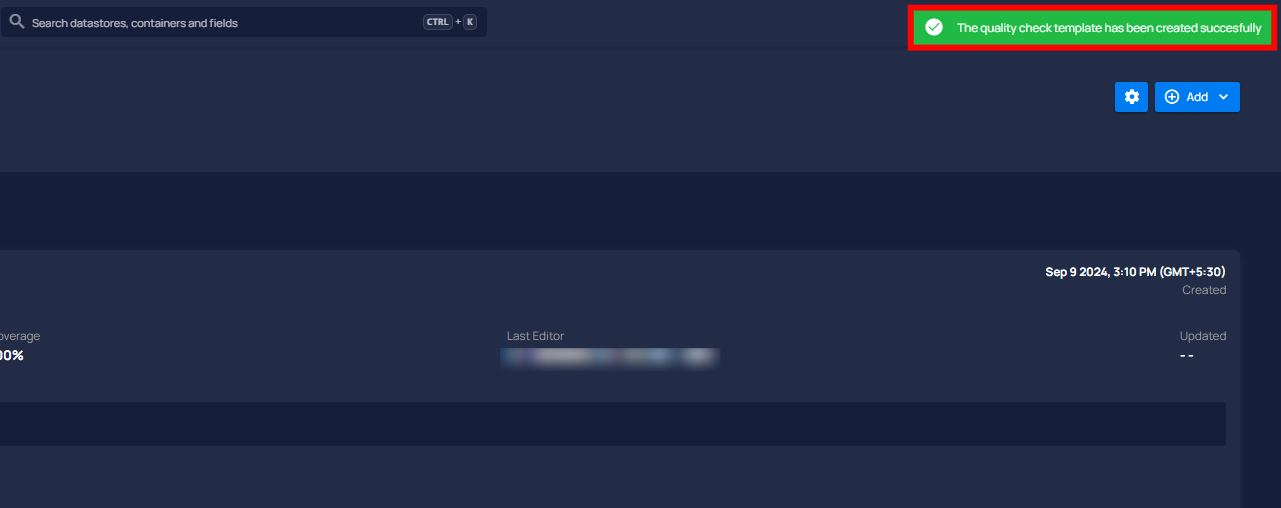 Search datastores, containers and fields CTRL + K
The quality check template has been created succesfully
Add
Sep 9 2024, 3:10 PM (GMT+5:30)
Created
overage Last Editor Updated
00% --